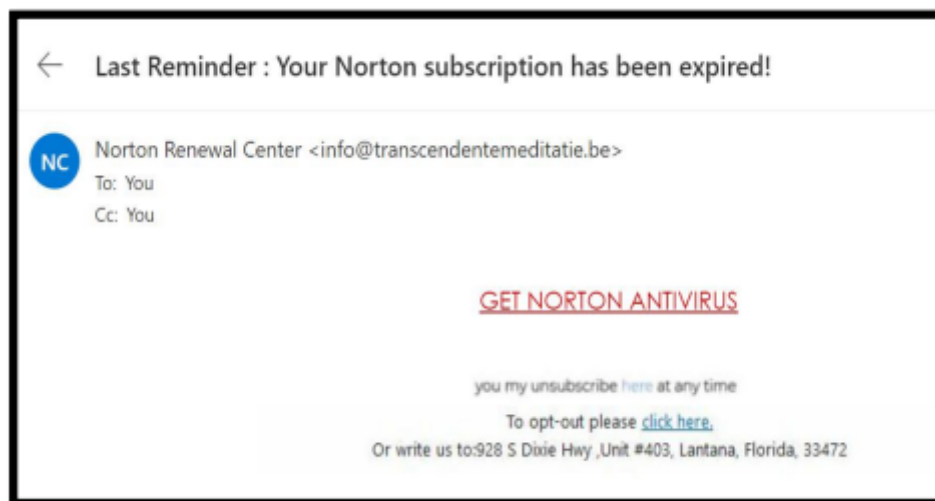 Last Reminder : Your Norton subscription has been expired!
NC
Norton Renewal Center <info@transcendentemeditatie.be>
To: You
Cc: You
GET NORTON ANTIVIRUS
you my unsubscribe here at any time
To opt-out please click here.
Or write us to:928 S Dixie Hwy ,Unit #403, Lantana, Florida, 33472